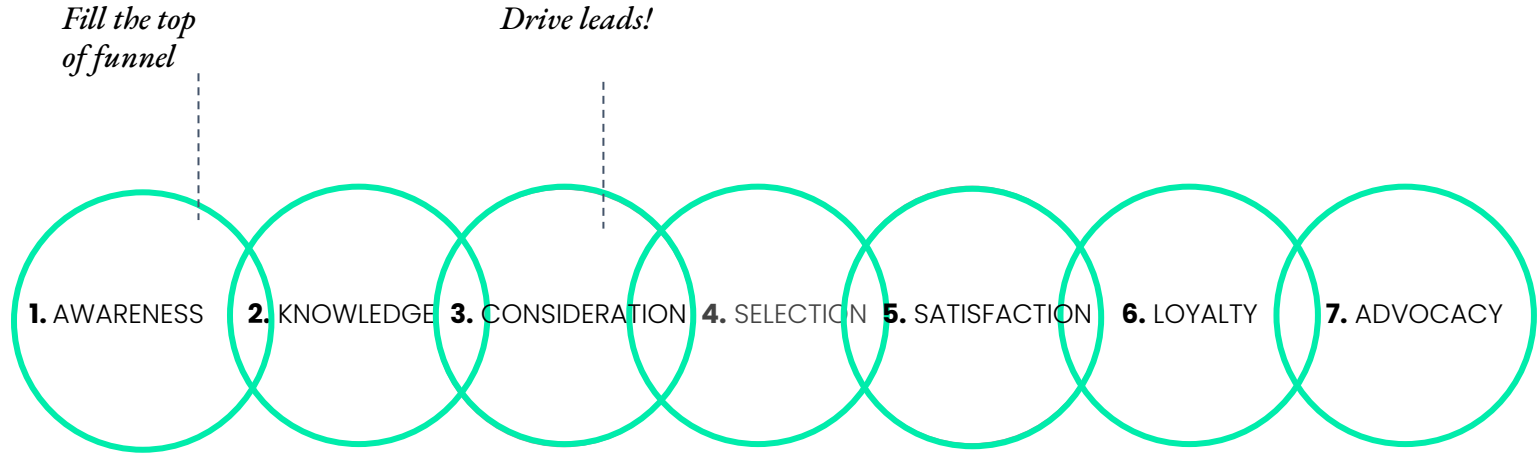 Fill the top
of funnel
Drive leads!
1. AWARENESS
2. KNOWLEDGE
3. CONSIDERATION
4. SELECTION
5. SATISFACTION
6. LOYALTY
7. ADVOCACY